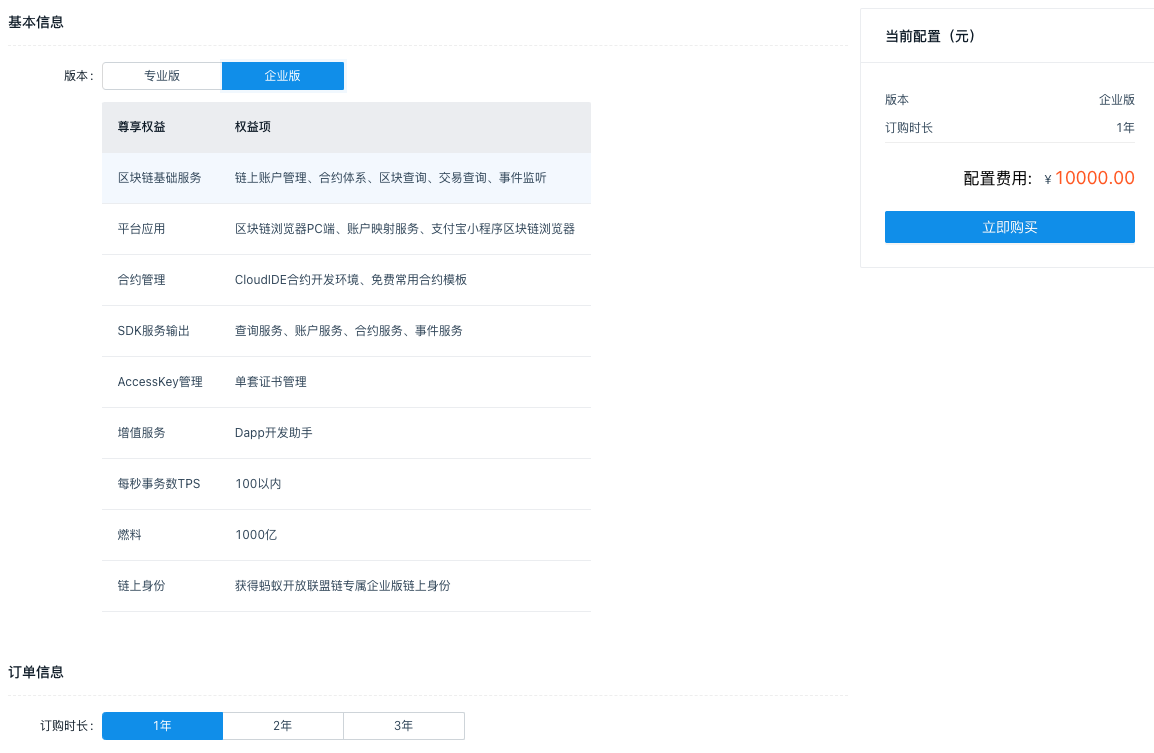 基本信息
版本：
专业版
企业版
尊享权益 权益项
区块链基础服务 链上账户管理、合约体系、区块查询、交易查询、事件监听
平台应用 区块链浏览器PC端、账户映射服务、支付宝小程序区块链浏览器
合约管理 CloudIDE合约开发环境、免费常用合约模板
SDK服务输出 查询服务、账户服务、合约服务、事件服务
AccessKey管理 单套证书管理
增值服务 Dapp开发助手
每秒事务数TPS 100以内
燃料 1000亿
链上身份 获得蚂蚁开放联盟链专属企业版链上身份
订单信息
订购时长：
1年
2年
3年
当前配置（元）
版本 企业版
订购时长 1年
配置费用: ¥ 10000.00
立即购买